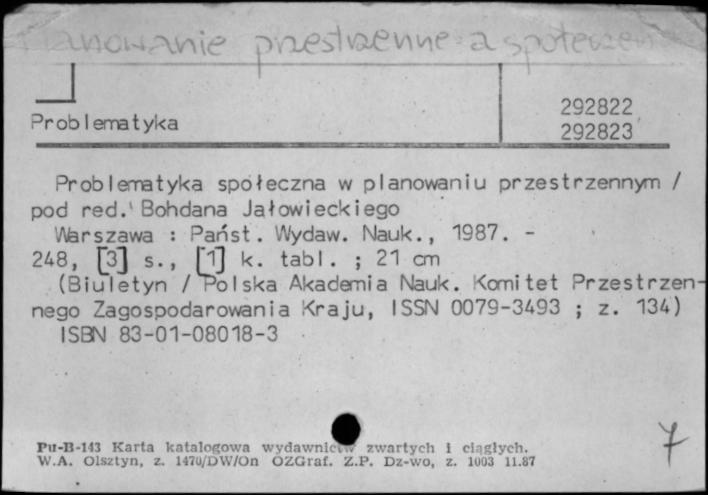 planowanie przestrzenne a społeczeń
Problematyka
292822
292823
Problematyka społeczna w planowaniu przestrzennym /
pod red. Bohdana Jałowieckiego
Warszawa : Państ. Wydaw. Nauk., 1987. -
248, [3] s., [1] k. tabl. ; 21 cm
(Biuletyn / Polska Akademia Nauk. Komitet Przestrzen-
nego Zagospodarowania Kraju, ISSN 0079-3493 ; z. 134)
ISBN 83-01-08018-3
7
Pu-B-143 Karta katalogowa wydawnictw zwartych i ciągłych.
W.A. Olsztyn, z. 1470/DW/On OZGraf. Z.P. Dz-wo, z. 1003 11.87